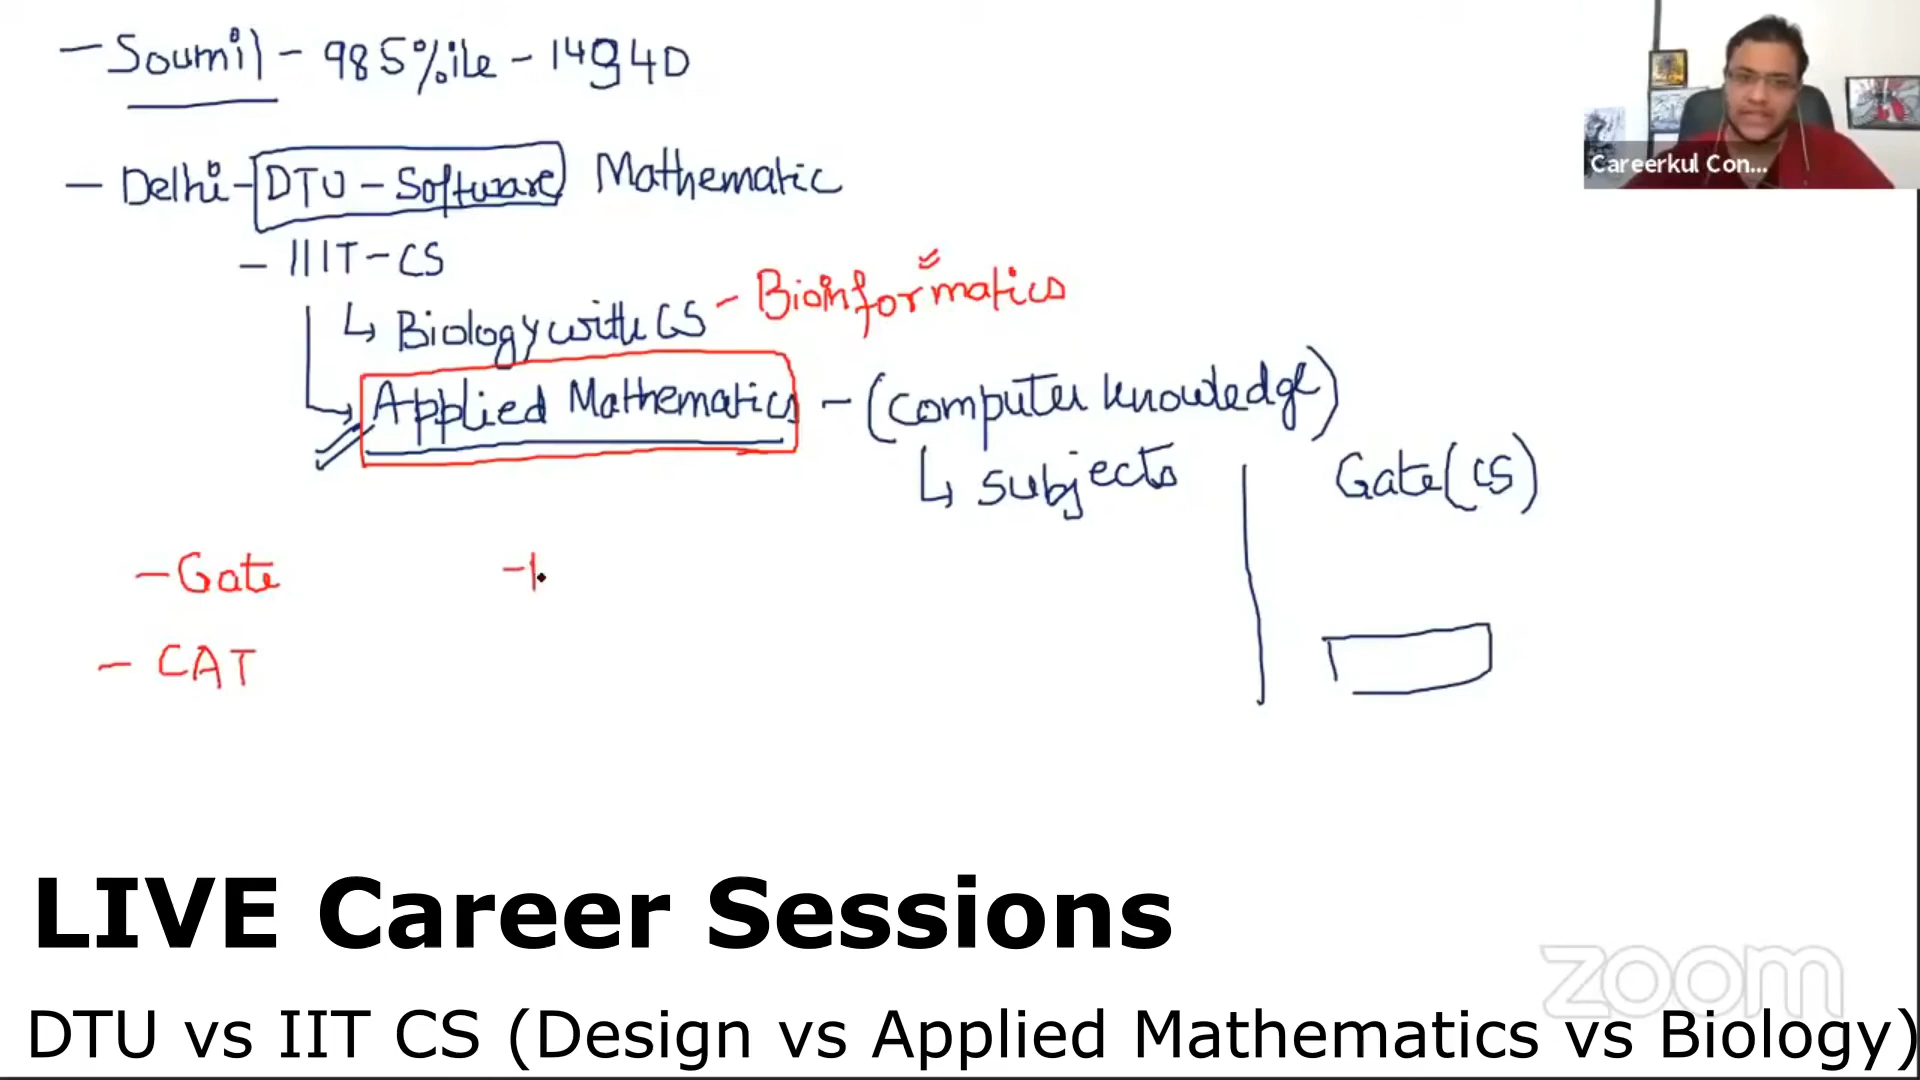 - Soumil - 985%ile - 14940
- Delhi - DTU - Software Mathematic
- IIIT - CS
↳ Biology with CS - Bioinformatics
Applied Mathematics - (computer knowledge)
↳ subjects
Gate (CS)
- Gate
- CAT
Careerkul Con...
LIVE Career Sessions
zoom
DTU vs IIT CS (Design vs Applied Mathematics vs Biology)